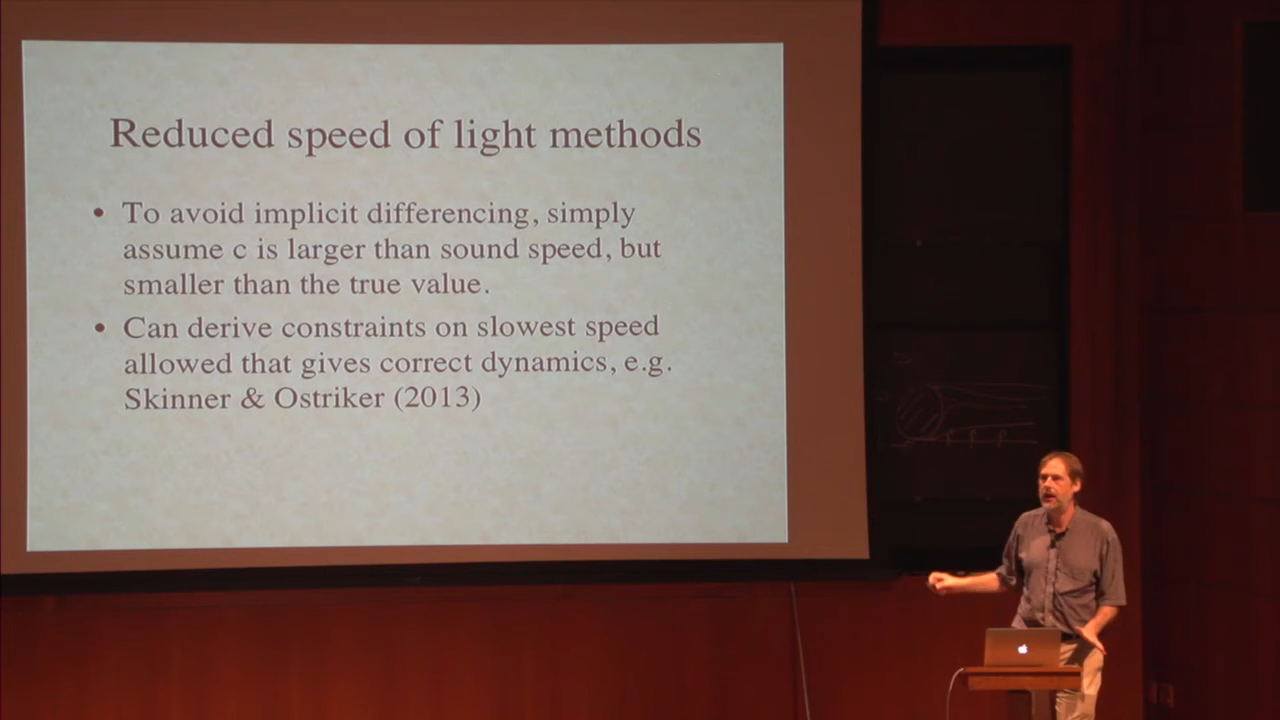 Reduced speed of light methods
• To avoid implicit differencing, simply
assume c is larger than sound speed, but
smaller than the true value.
• Can derive constraints on slowest speed
allowed that gives correct dynamics, e.g.
Skinner & Ostriker (2013)